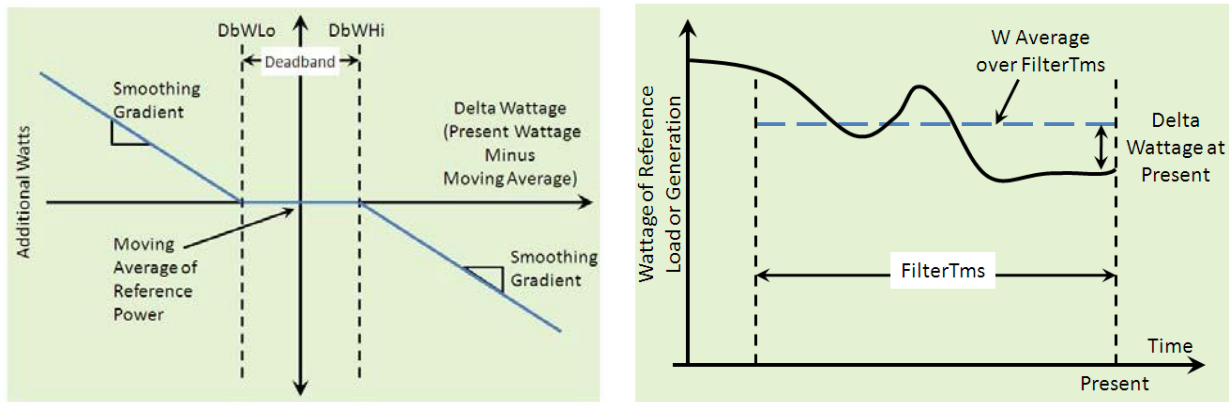 DbWLo
DbWHi
Deadband
Smoothing
Gradient
Delta Wattage
(Present Wattage
Minus
Moving Average)
Additional Watts
Moving
Average of
Reference
Power
Smoothing
Gradient
W Average
over FilterTms
Wattage of Reference
Load or Generation
Delta
Wattage at
Present
FilterTms
Time
Present